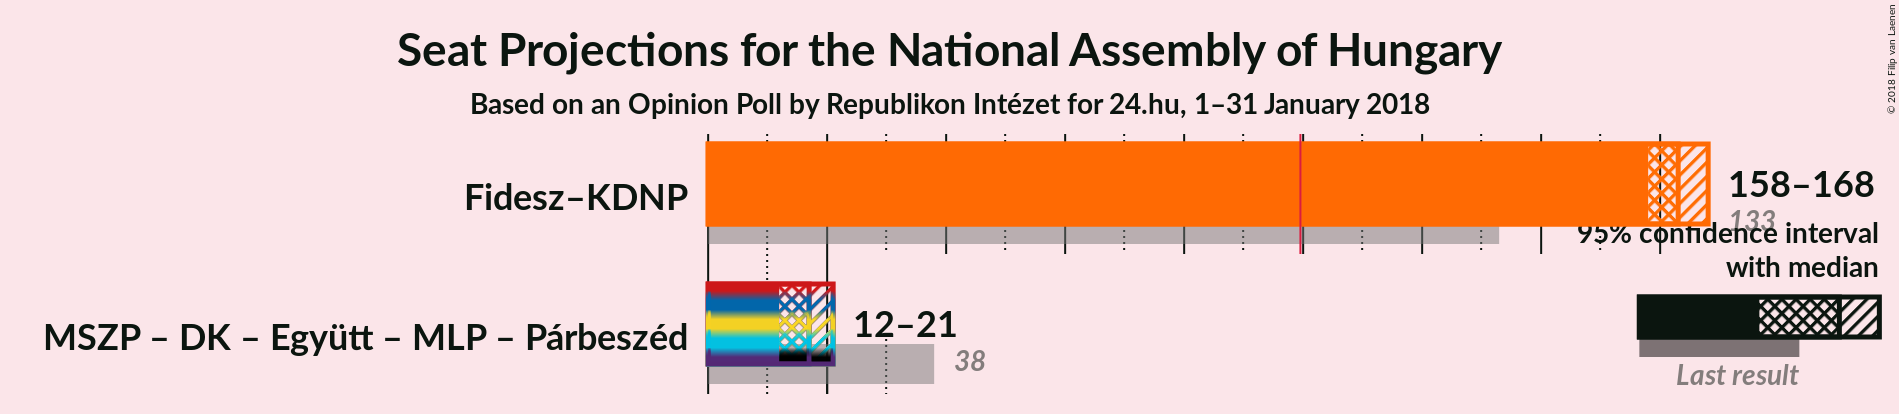 Seat Projections for the National Assembly of Hungary
Based on an Opinion Poll by Republikon Intézet for 24.hu, 1–31 January 2018
© 2018 Filip van Laenen
Fidesz–KDNP
158–168
133
95% confidence interval
with median
MSZP – DK – Együtt – MLP – Párbeszéd
12–21
38
Last result